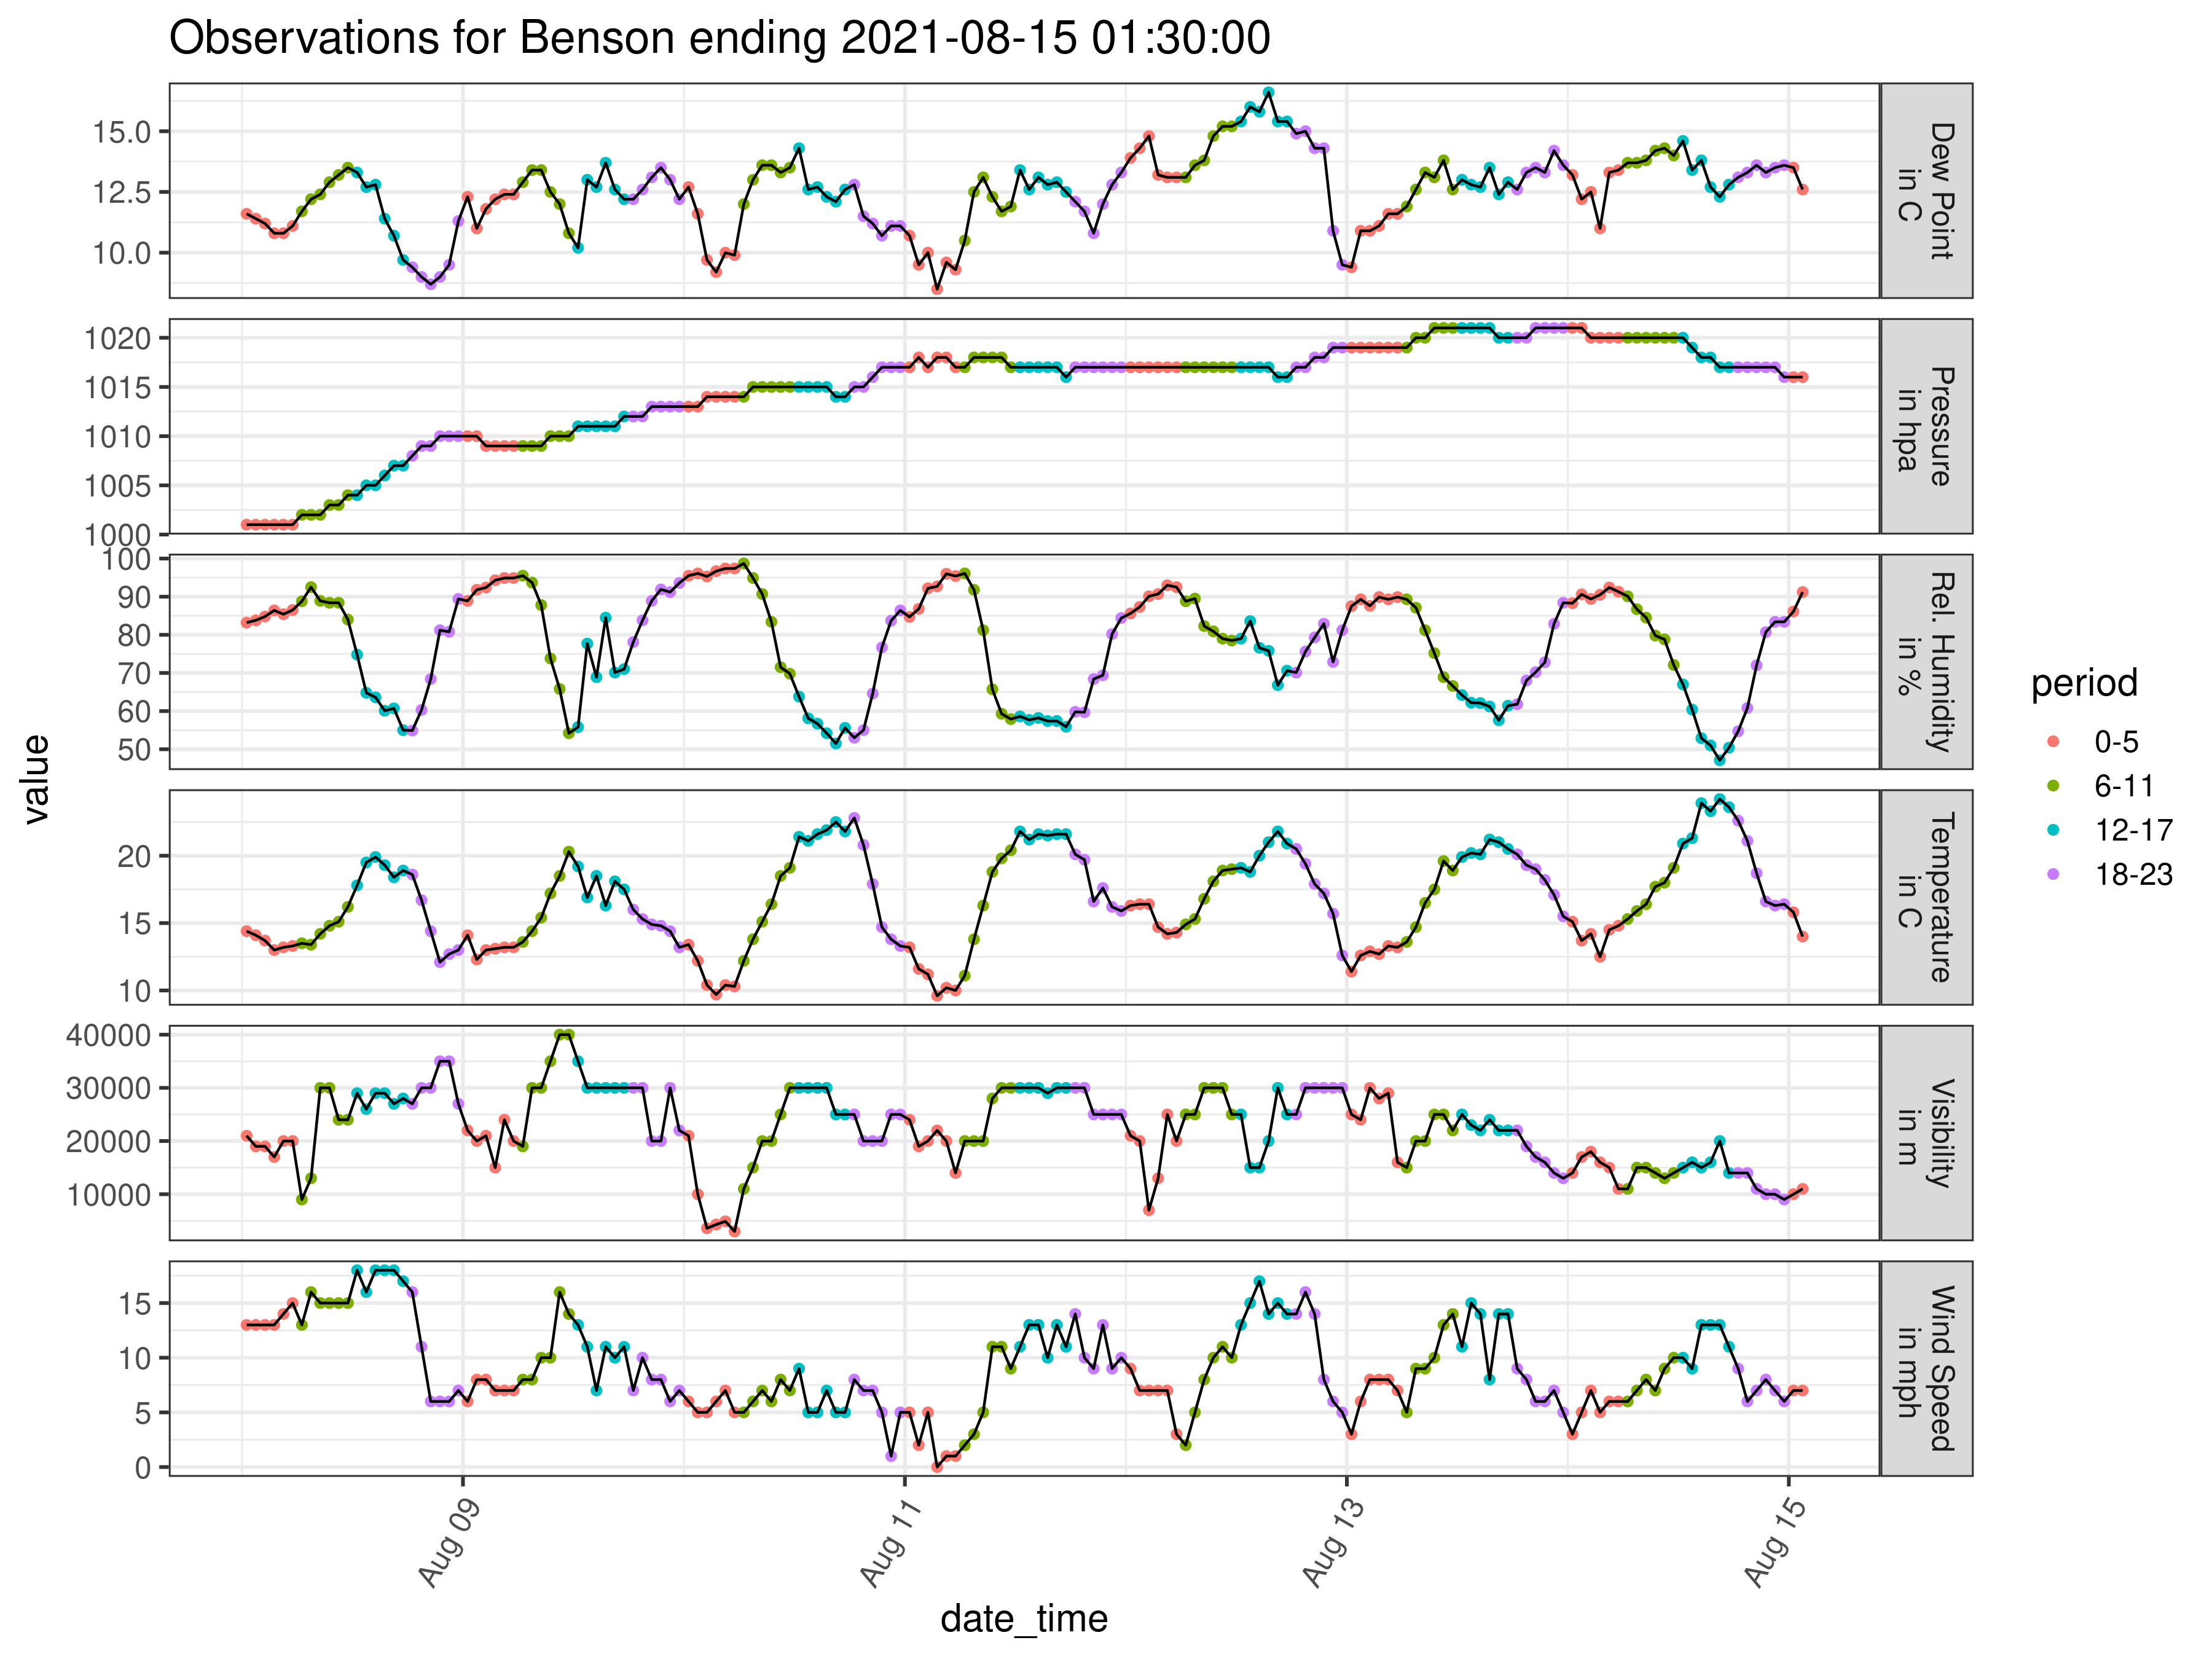 Observations for Benson ending 2021-08-15 01:30:00
value
15.0
12.5
10.0
Dew Point
in C
1020
1015
1010
1005
1000
Pressure
in hpa
100
90
80
70
60
50
Rel. Humidity
in %
20
15
10
Temperature
in C
40000
30000
20000
10000
Visibility
in m
15
10
5
0
Wind Speed
in mph
Aug 09
Aug 11
Aug 13
Aug 15
date_time
period
0-5
6-11
12-17
18-23